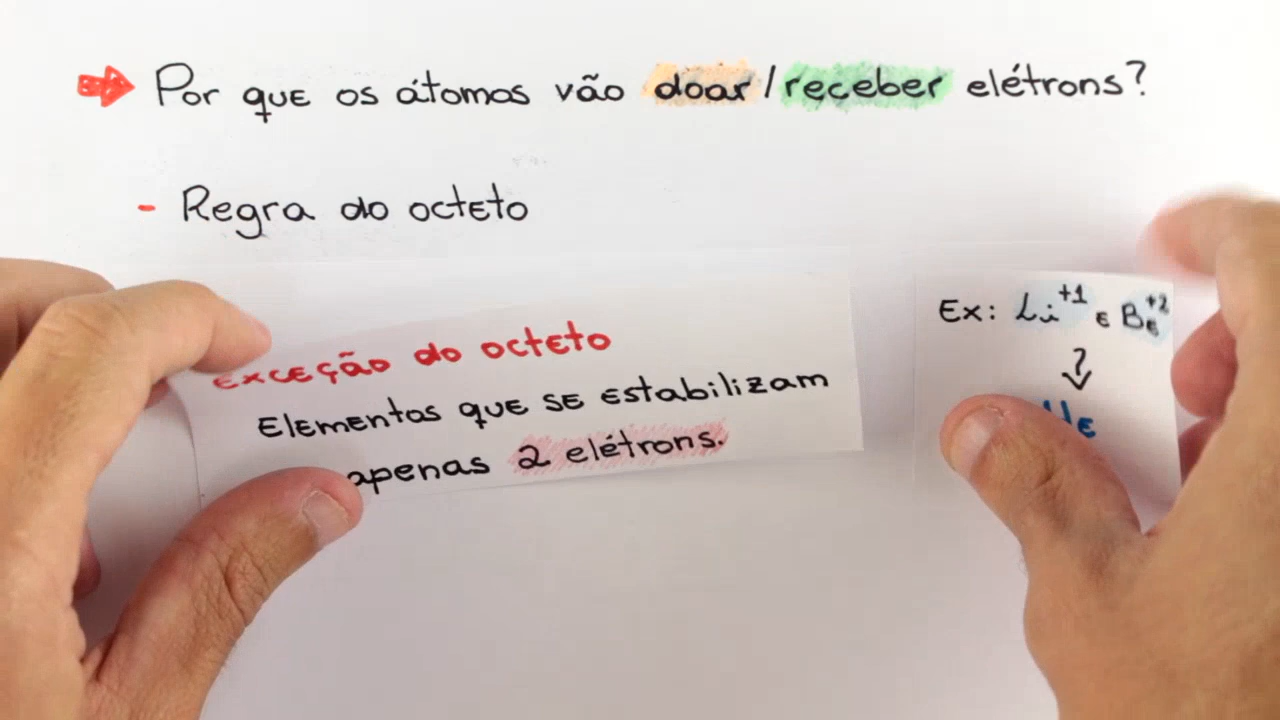 Por que os átomos vão doar/receber elétrons?
- Regra do octeto
Exceção do octeto
Elementos que se estabilizam
apenas 2 elétrons.
Ex: Li+1 e Be+2
?
He